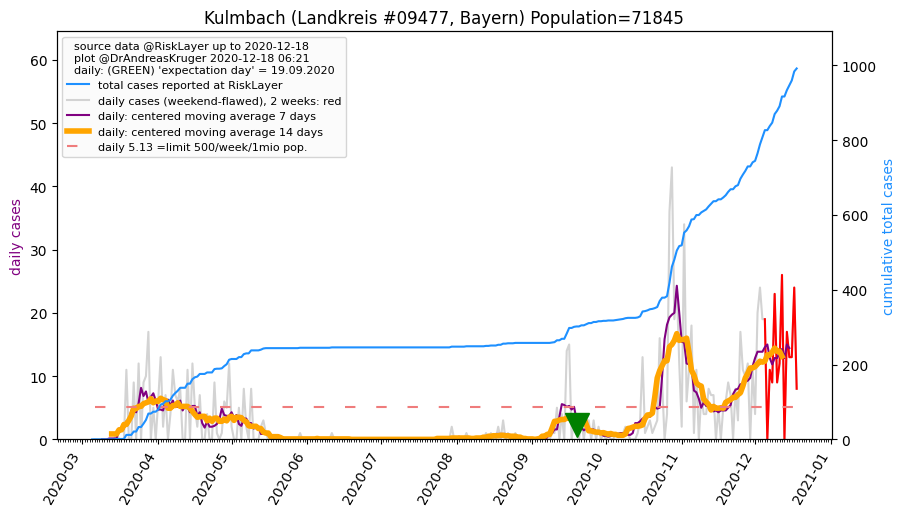 Kulmbach (Landkreis #09477, Bayern) Population=71845
source data @RiskLayer up to 2020-12-18
plot @DrAndreasKruger 2020-12-18 06:21
daily: (GREEN) 'expectation day' = 19.09.2020
total cases reported at RiskLayer
daily cases (weekend-flawed), 2 weeks: red
daily: centered moving average 7 days
daily: centered moving average 14 days
daily 5.13 =limit 500/week/1mio pop.
daily cases
60
50
40
30
20
10
0
cumulative total cases
1000
800
600
400
200
0
2020-03
2020-04
2020-05
2020-06
2020-07
2020-08
2020-09
2020-10
2020-11
2020-12
2021-01